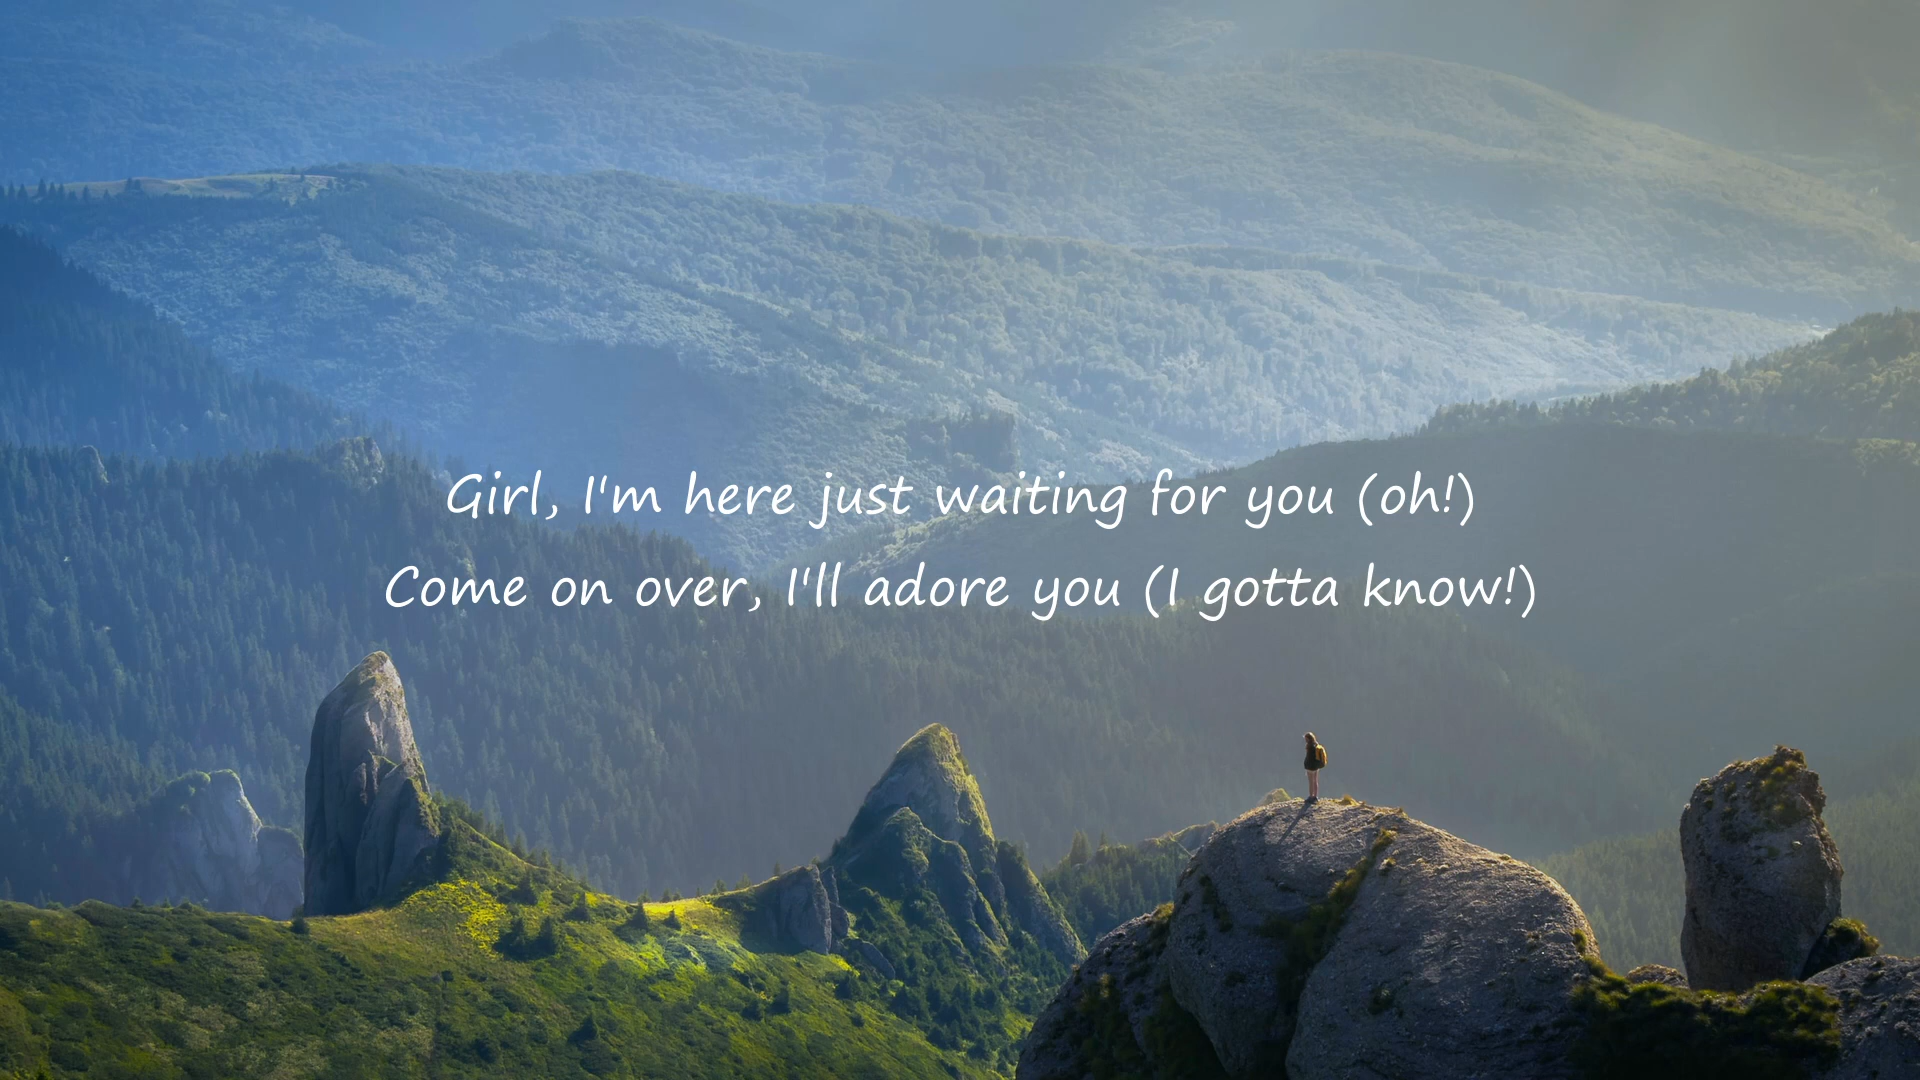 Girl, I'm here just waiting for you (oh!)
Come on over, I'll adore you (I gotta know!)